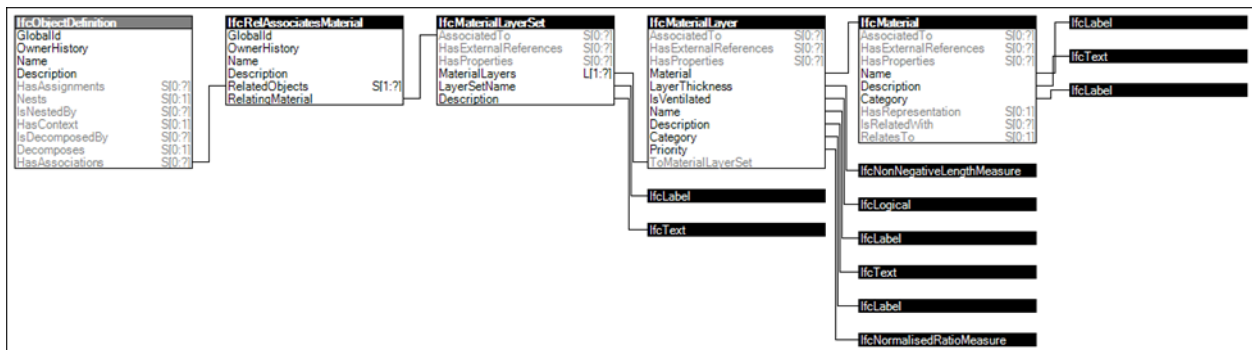 IfcObjectDefinition
GlobalId
OwnerHistory
Name
Description
HasAssignments S[0:?]
Nests S[0:1]
IsNestedBy S[0:?]
HasContext S[0:1]
IsDecomposedBy S[0:?]
Decomposes S[0:1]
HasAssociations S[0:?]
IfcRelAssociatesMaterial
GlobalId
OwnerHistory
Name
Description
RelatedObjects S[1:?]
RelatingMaterial
IfcMaterialLayerSet
AssociatedTo S[0:?]
HasExternalReferences S[0:?]
HasProperties S[0:?]
MaterialLayers L[1:?]
LayerSetName
Description
IfcMaterialLayer
AssociatedTo S[0:?]
HasExternalReferences S[0:?]
HasProperties S[0:?]
Material
LayerThickness
IsVentilated
Name
Description
Category
Priority
ToMaterialLayerSet
IfcLabel
IfcText
IfcMaterial
AssociatedTo S[0:?]
HasExternalReferences S[0:?]
HasProperties S[0:?]
Name
Description
Category
HasRepresentation S[0:1]
IsRelatedWith S[0:?]
RelatesTo S[0:1]
IfcNonNegativeLengthMeasure
IfcLogical
IfcLabel
IfcText
IfcLabel
IfcNormalisedRatioMeasure
IfcLabel
IfcText
IfcLabel